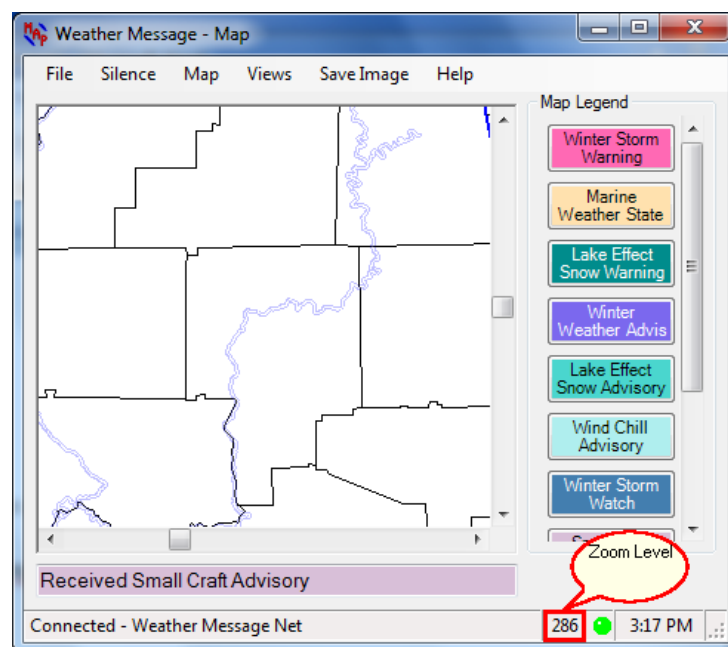 MAP Weather Message - Map
File Silence Map Views Save Image Help
Map Legend
Winter Storm
Warning
Marine
Weather State
Lake Effect
Snow Warning
Winter
Weather Advis
Lake Effect
Snow Advisory
Wind Chill
Advisory
Winter Storm
Watch
Zoom Level
Received Small Craft Advisory
Connected - Weather Message Net
286
3:17 PM